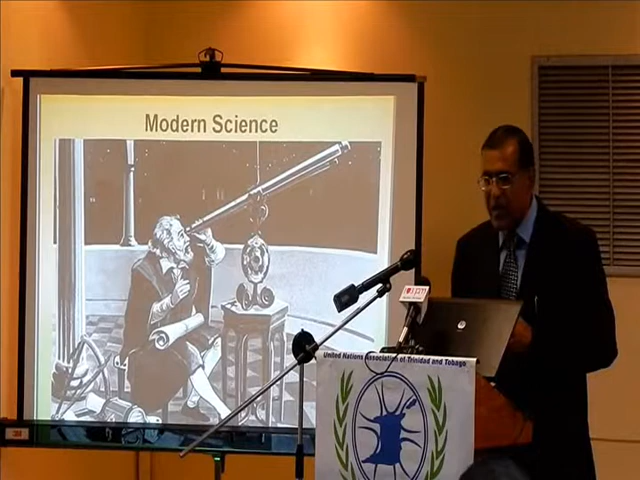 Modern Science
United Nations Association of Trinidad and Tobago